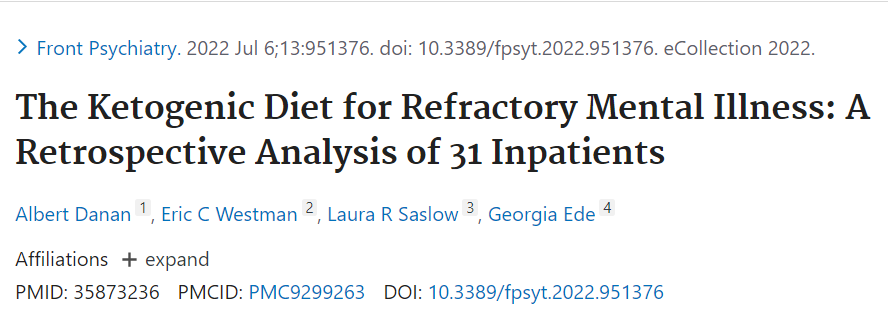 > Front Psychiatry. 2022 Jul 6;13:951376. doi: 10.3389/fpsyt.2022.951376. eCollection 2022.
The Ketogenic Diet for Refractory Mental Illness: A
Retrospective Analysis of 31 Inpatients
Albert Danan 1, Eric C Westman 2, Laura R Saslow 3, Georgia Ede 4
Affiliations + expand
PMID: 35873236 PMCID: PMC9299263 DOI: 10.3389/fpsyt.2022.951376